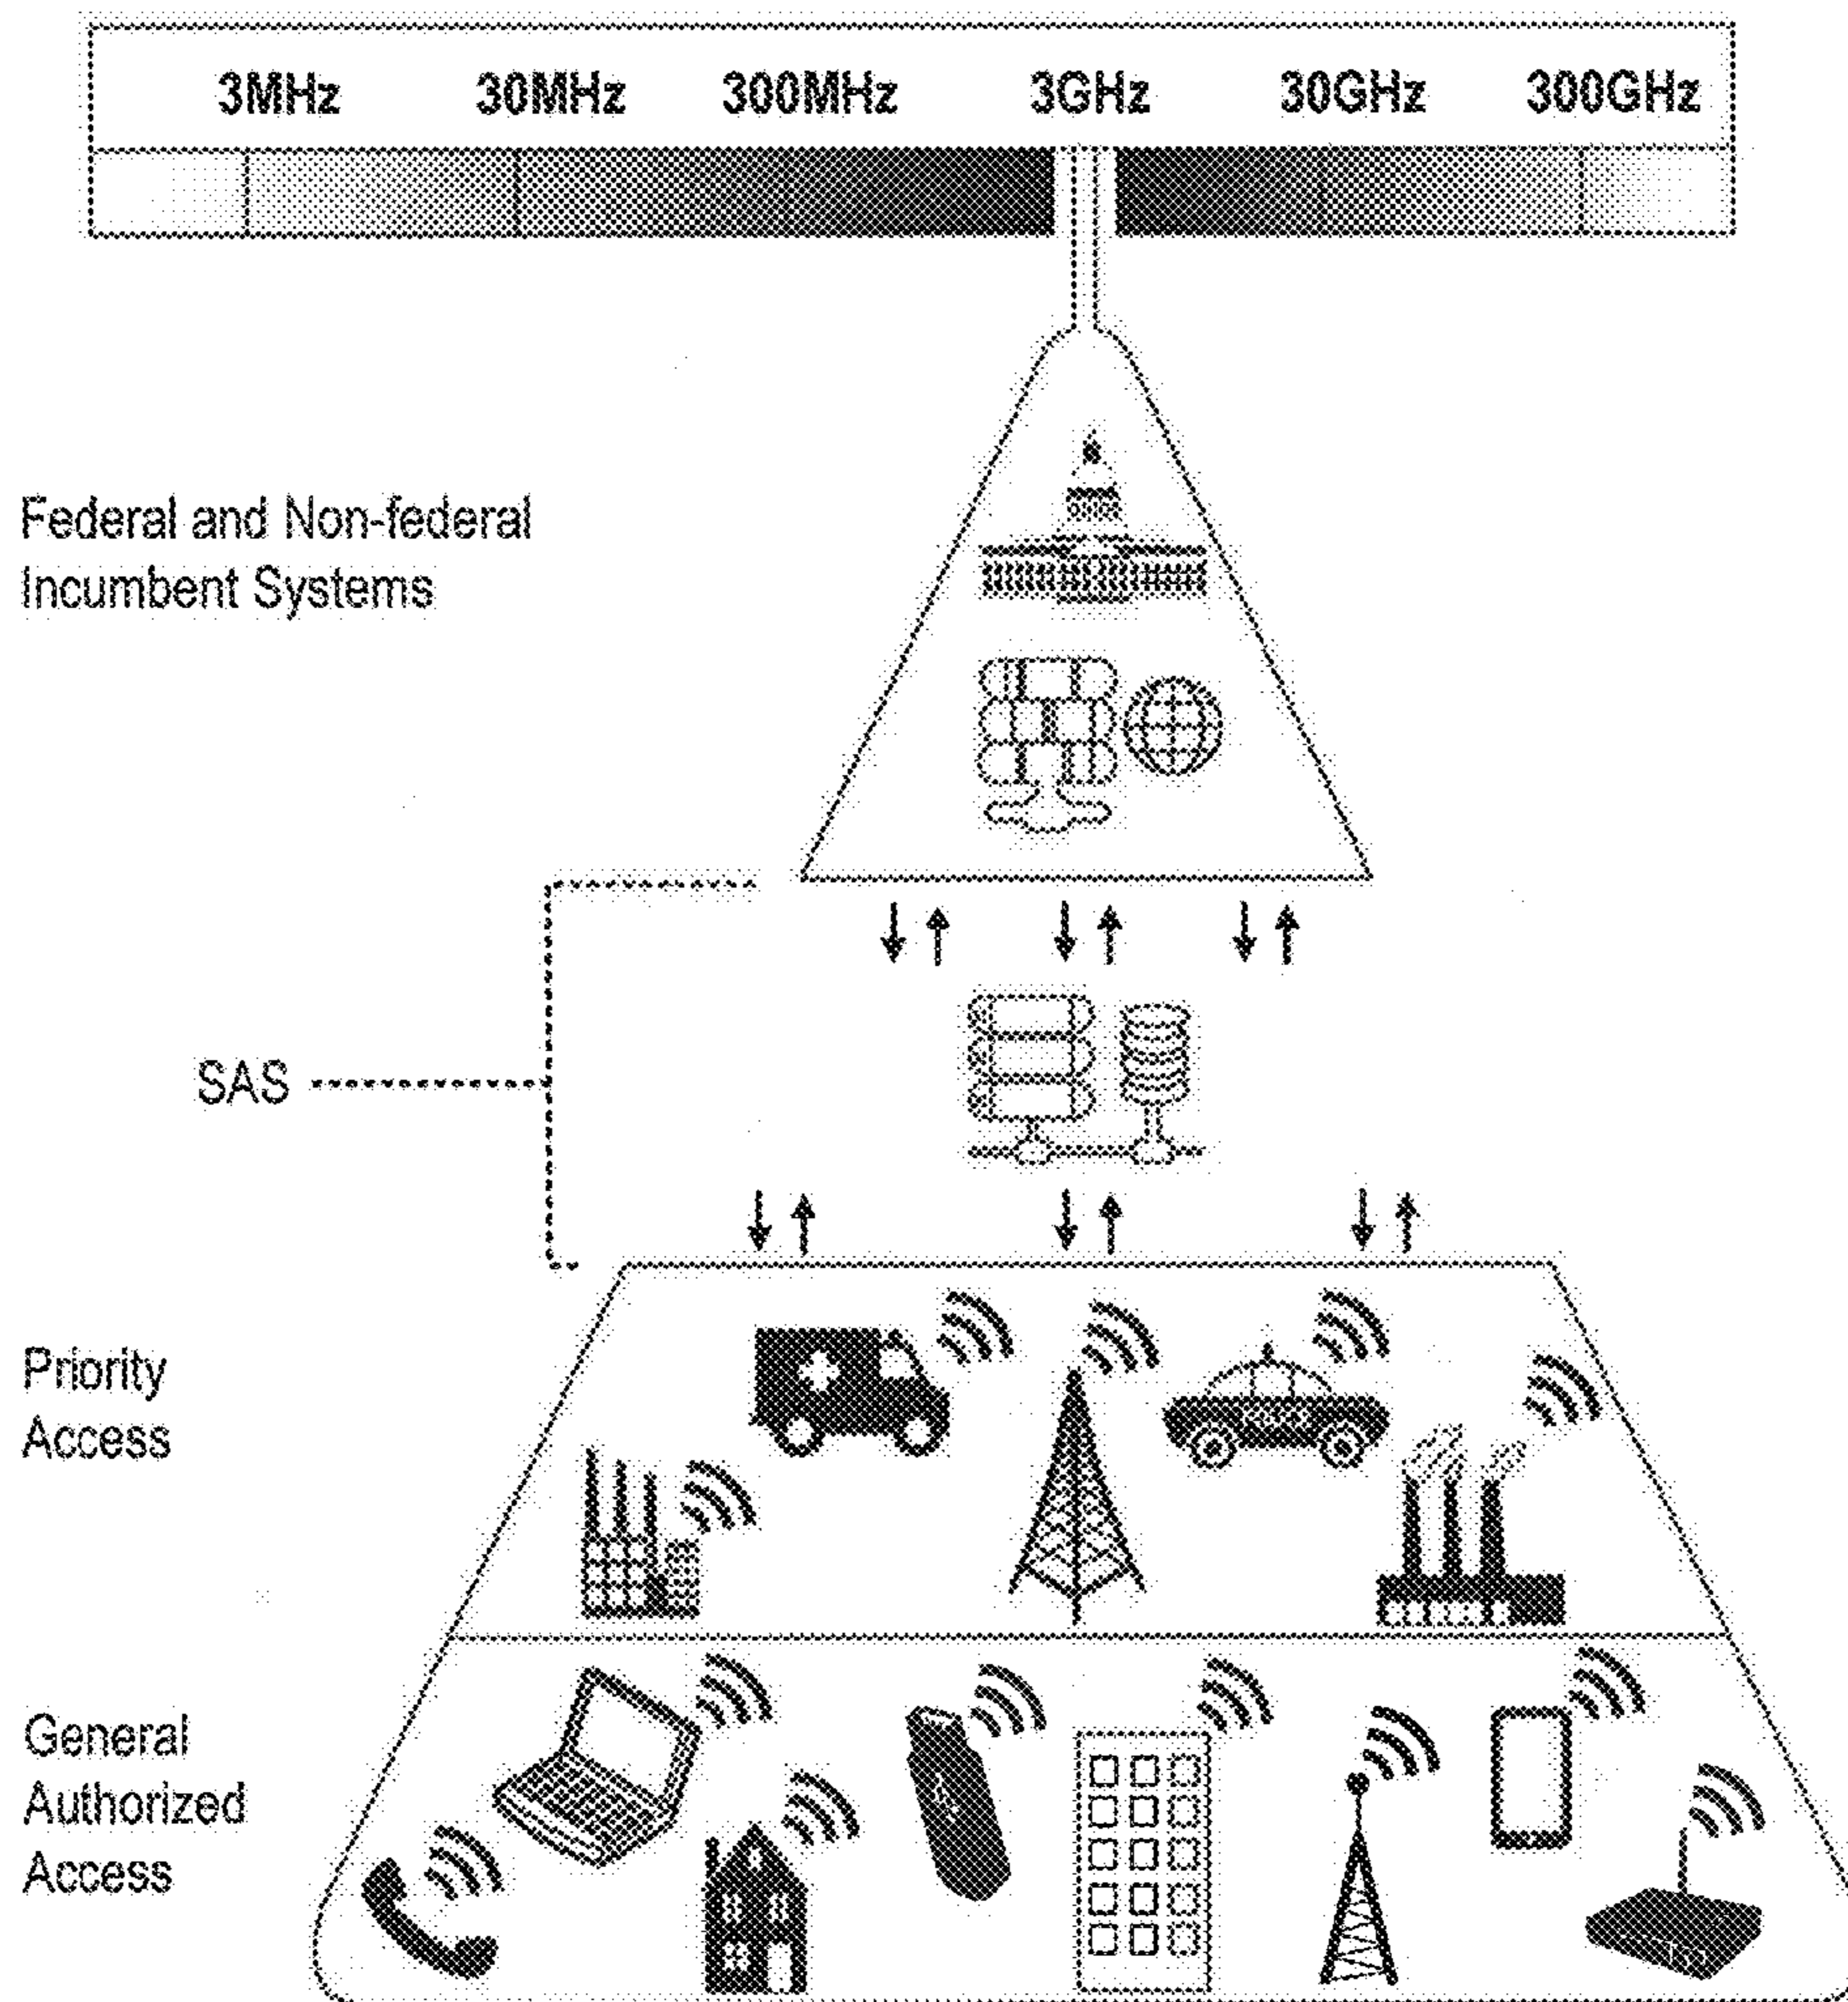 3MHz 30MHz 300MHz 3GHz 30GHz 300GHz
Federal and Non-federal
Incumbent Systems
SAS
Priority
Access
General
Authorized
Access